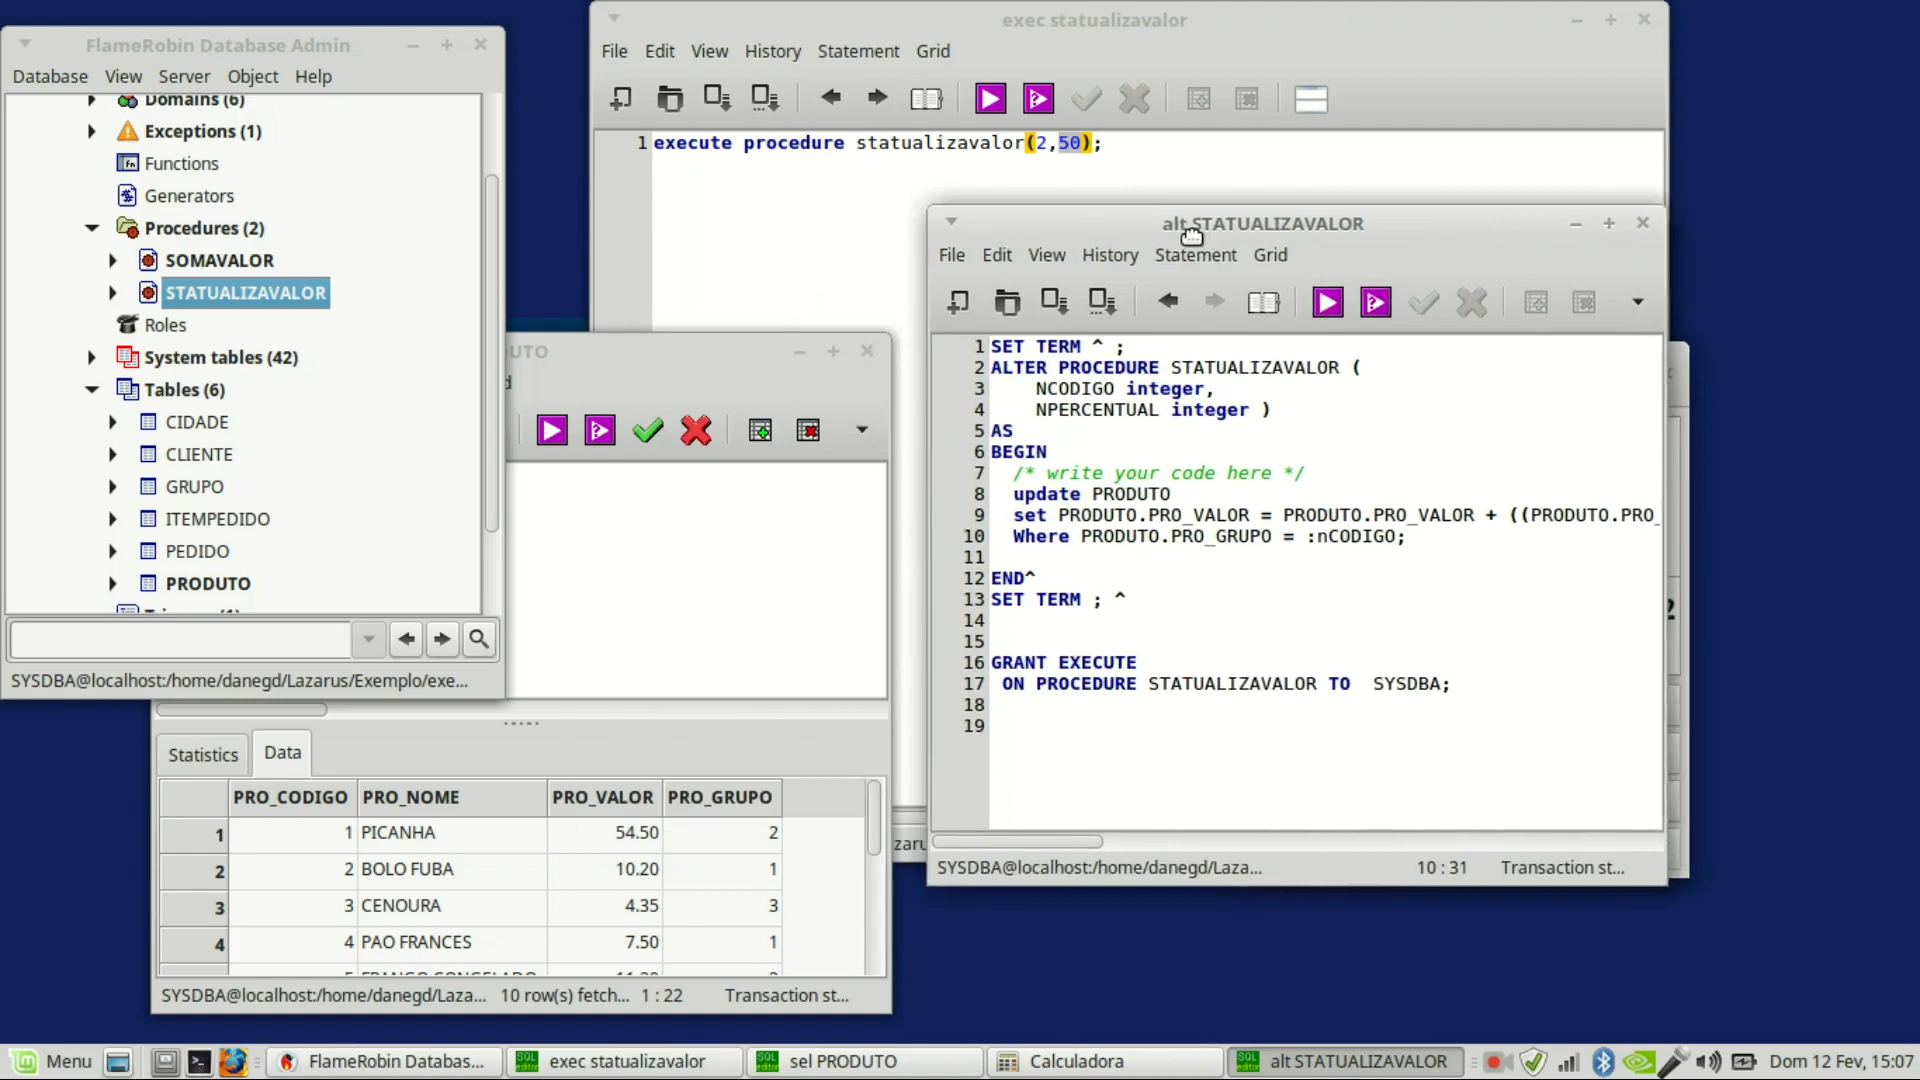 FlameRobin Database Admin
Database View Server Object Help
Domains (6)
Exceptions (1)
Functions
Generators
Procedures (2)
SOMAVALOR
STATUALIZAVALOR
Roles
System tables (42)
Tables (6)
CIDADE
CLIENTE
GRUPO
ITEMPEDIDO
PEDIDO
PRODUTO
SYSDBA@localhost:/home/danegd/Lazarus/Exemplo/exe...
exec statualizavalor
File Edit View History Statement Grid
1 execute procedure statualizavalor(2,50);
alt STATUALIZAVALOR
File Edit View History Statement Grid
1 SET TERM ^ ;
2 ALTER PROCEDURE STATUALIZAVALOR (
3 NCODIGO integer,
4 NPERCENTUAL integer )
5 AS
6 BEGIN
7 /* write your code here */
8 update PRODUTO
9 set PRODUTO.PRO_VALOR = PRODUTO.PRO_VALOR + ((PRODUTO.PRO_
10 Where PRODUTO.PRO_GRUPO = :nCODIGO;
11
12 END^
13 SET TERM ; ^
14
15
16 GRANT EXECUTE
17 ON PROCEDURE STATUALIZAVALOR TO SYSDBA;
18
19
SYSDBA@localhost:/home/danegd/Laza... 10 : 31 Transaction st...
UTO
d
Statistics Data
PRO_CODIGO PRO_NOME PRO_VALOR PRO_GRUPO
1 1 PICANHA 54.50 2
2 2 BOLO FUBA 10.20 1
3 3 CENOURA 4.35 3
4 4 PAO FRANCES 7.50 1
SYSDBA@localhost:/home/danegd/Laza... 10 row(s) fetch... 1 : 22 Transaction st...
zaru
2
Menu FlameRobin Databas... exec statualizavalor sel PRODUTO Calculadora alt STATUALIZAVALOR Dom 12 Fev, 15:07